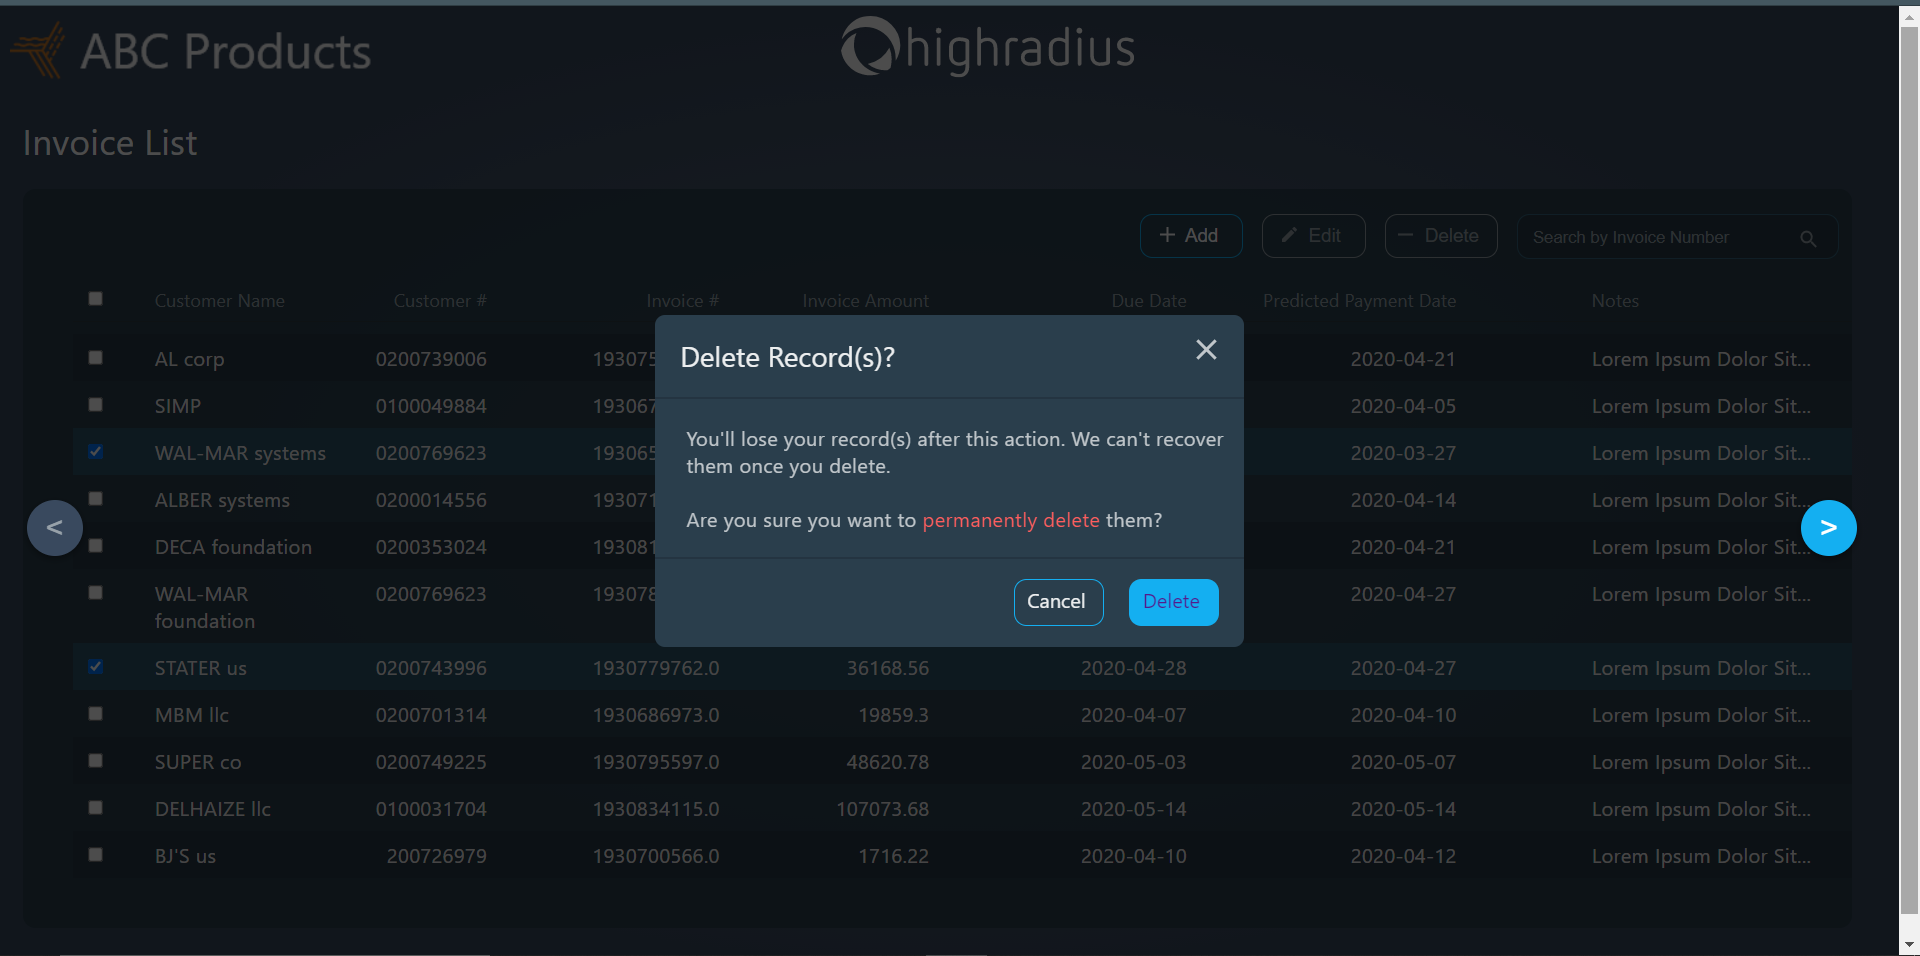 ABC Products
highradius
Invoice List
+ Add
Edit
− Delete
Search by Invoice Number
Customer Name Customer # Invoice # Invoice Amount Due Date Predicted Payment Date Notes
Delete Record(s)?
AL corp 0200739006 193075 2020-04-21 Lorem Ipsum Dolor Sit...
SIMP 0100049884 193067 2020-04-05 Lorem Ipsum Dolor Sit...
You'll lose your record(s) after this action. We can't recover
them once you delete.
WAL-MAR systems 0200769623 193065 2020-03-27 Lorem Ipsum Dolor Sit...
ALBER systems 0200014556 193071 2020-04-14 Lorem Ipsum Dolor Sit...
Are you sure you want to permanently delete them?
<
>
DECA foundation 0200353024 193081 2020-04-21 Lorem Ipsum Dolor Sit...
WAL-MAR
foundation 0200769623 193078 2020-04-27 Lorem Ipsum Dolor Sit...
Cancel
Delete
STATER us 0200743996 1930779762.0 36168.56 2020-04-28 2020-04-27 Lorem Ipsum Dolor Sit...
MBM llc 0200701314 1930686973.0 19859.3 2020-04-07 2020-04-10 Lorem Ipsum Dolor Sit...
SUPER co 0200749225 1930795597.0 48620.78 2020-05-03 2020-05-07 Lorem Ipsum Dolor Sit...
DELHAIZE llc 0100031704 1930834115.0 107073.68 2020-05-14 2020-05-14 Lorem Ipsum Dolor Sit...
BJ'S us 200726979 1930700566.0 1716.22 2020-04-10 2020-04-12 Lorem Ipsum Dolor Sit...